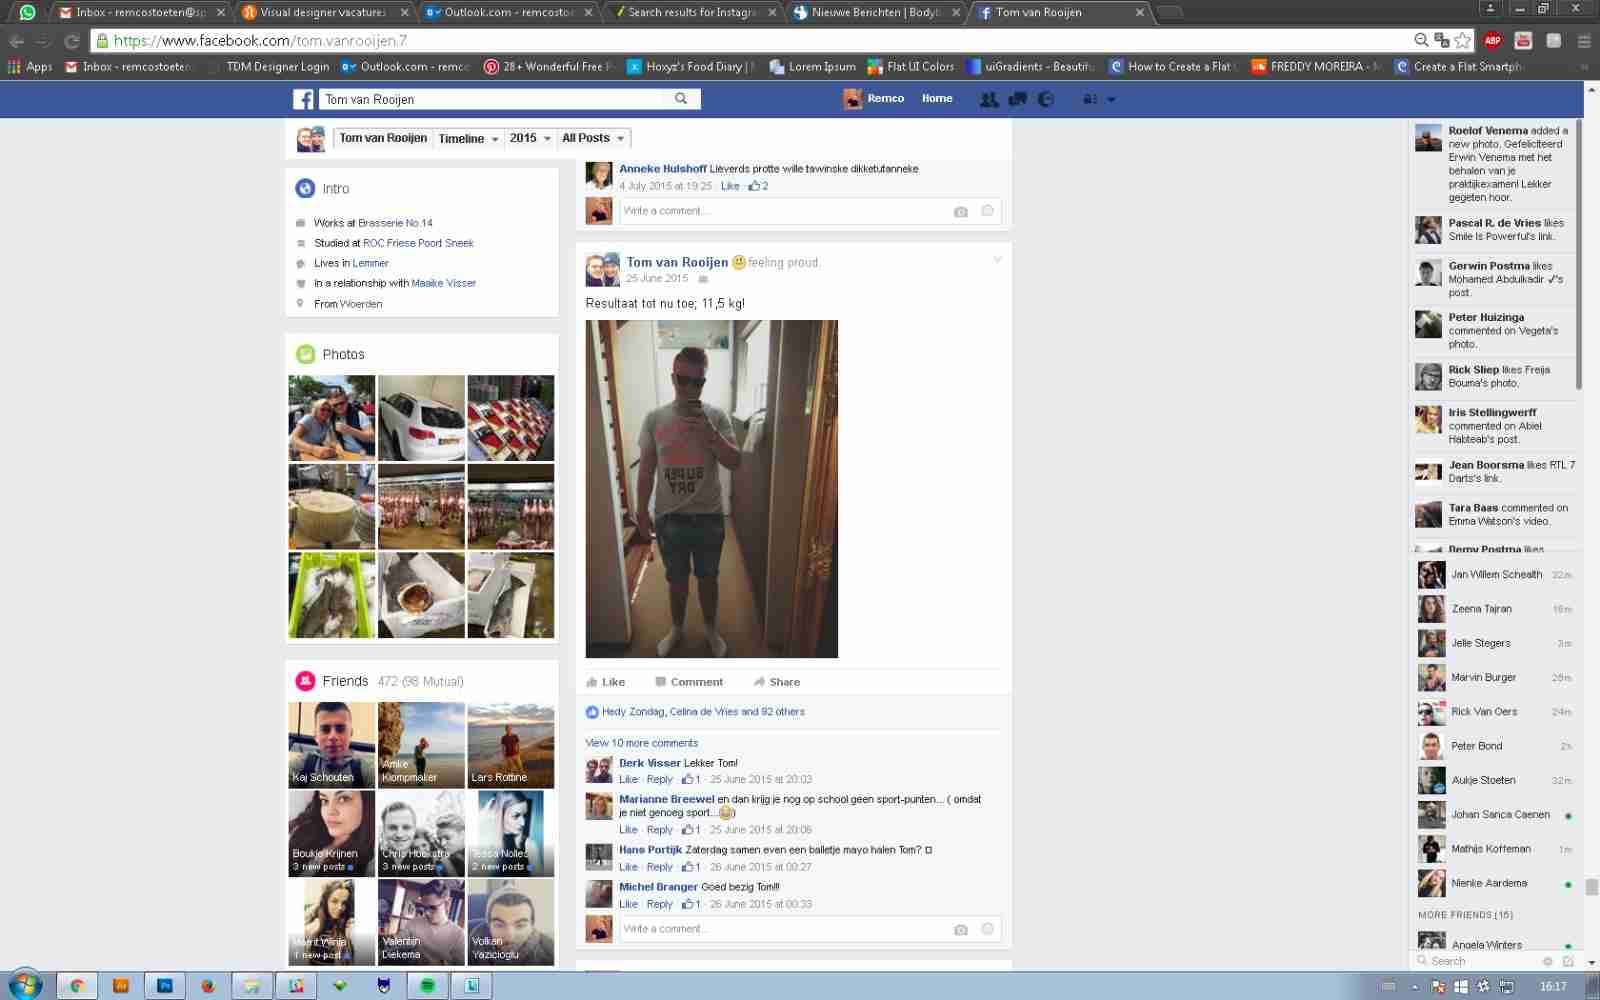 Inbox - remcostoeten@sp
Visual designer vacatures
Outlook.com - remcostoe
Search results for Instagra
Nieuwe Berichten | Bodyb
Tom van Rooijen
https://www.facebook.com/tom.vanrooijen.7
ABP
Apps
Inbox - remcostoeten
TDM Designer Login
Outlook.com - remco
28+ Wonderful Free P
Hoxyz's Food Diary | M
Lorem Ipsum
Flat UI Colors
uiGradients - Beautifu
How to Create a Flat
FREDDY MOREIRA - M
Create a Flat Smartph
Tom van Rooijen
Remco
Home
Tom van Rooijen
Timeline
2015
All Posts
Intro
Works at Brasserie No.14
Studied at ROC Friese Poort Sneek
Lives in Lemmer
In a relationship with Maaike Visser
From Woerden
Photos
Friends 472 (98 Mutual)
Kaj Schouten
Amke Klompmaker
Lars Rottine
Boukje Krijnen
3 new posts
Chris Hoekstra
3 new posts
Tessa Nolles
2 new posts
Marrit Winja
1 new post
Valentijn Diekema
Volkan Yazicioglu
Anneke Hulshoff Lieverds protte wille tawinske dikketutanneke
4 July 2015 at 19:25 · Like · 2
Write a comment...
Tom van Rooijen feeling proud.
25 June 2015
Resultaat tot nu toe; 11,5 kg!
SUPER
DRY
Like
Comment
Share
Hedy Zondag, Celina de Vries and 92 others
View 10 more comments
Derk Visser Lekker Tom!
Like · Reply · 1 · 25 June 2015 at 20:03
Marianne Breewel en dan krijg je nog op school geen sport-punten... ( omdat
je niet genoeg sport...)
Like · Reply · 1 · 25 June 2015 at 20:06
Hans Portijk Zaterdag samen even een balletje mayo halen Tom?
Like · Reply · 1 · 26 June 2015 at 00:27
Michel Branger Goed bezig Tom!!!
Like · Reply · 1 · 26 June 2015 at 00:33
Write a comment...
Roelof Venema added a
new photo. Gefeliciteerd
Erwin Venema met het
behalen van je
praktijkexamen! Lekker
gegeten hoor.
Pascal R. de Vries likes
Smile Is Powerful's link.
Gerwin Postma likes
Mohamed Abdulkadir ✓'s
post.
Peter Huizinga
commented on Vegeta's
photo.
Rick Sliep likes Freija
Bouma's photo.
Iris Stellingwerff
commented on Abiel
Habteab's post.
Jean Boorsma likes RTL 7
Darts's link.
Tara Baas commented on
Emma Watson's video.
Demy Postma likes
Jan Willem Schealth 22m
Zeena Tajran
Jelle Stegers 3m
Marvin Burger
Rick Van Oers 24m
Peter Bond 2h
Aukje Stoeten 32m
Johan Sanca Caenen
Mathijs Koffeman 1m
Nienke Aardema
MORE FRIENDS (15)
Angela Winters
Search
16:17